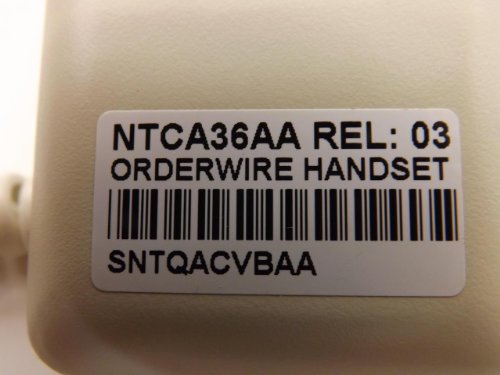 NTCA36AA REL: 03
ORDERWIRE HANDSET
SNTQACVBAA